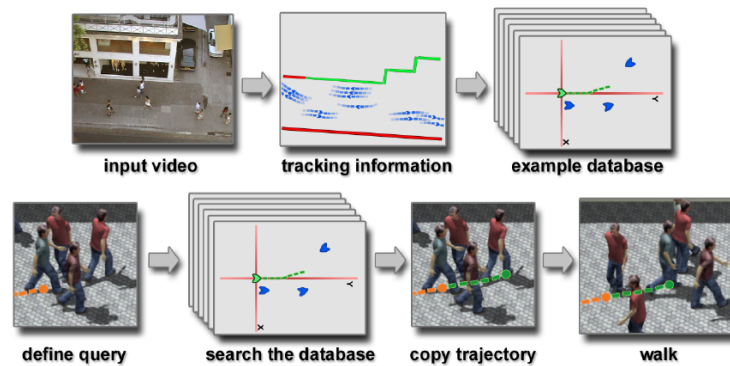 Y
X
input video
tracking information
example database
Y
X
define query
search the database
copy trajectory
walk